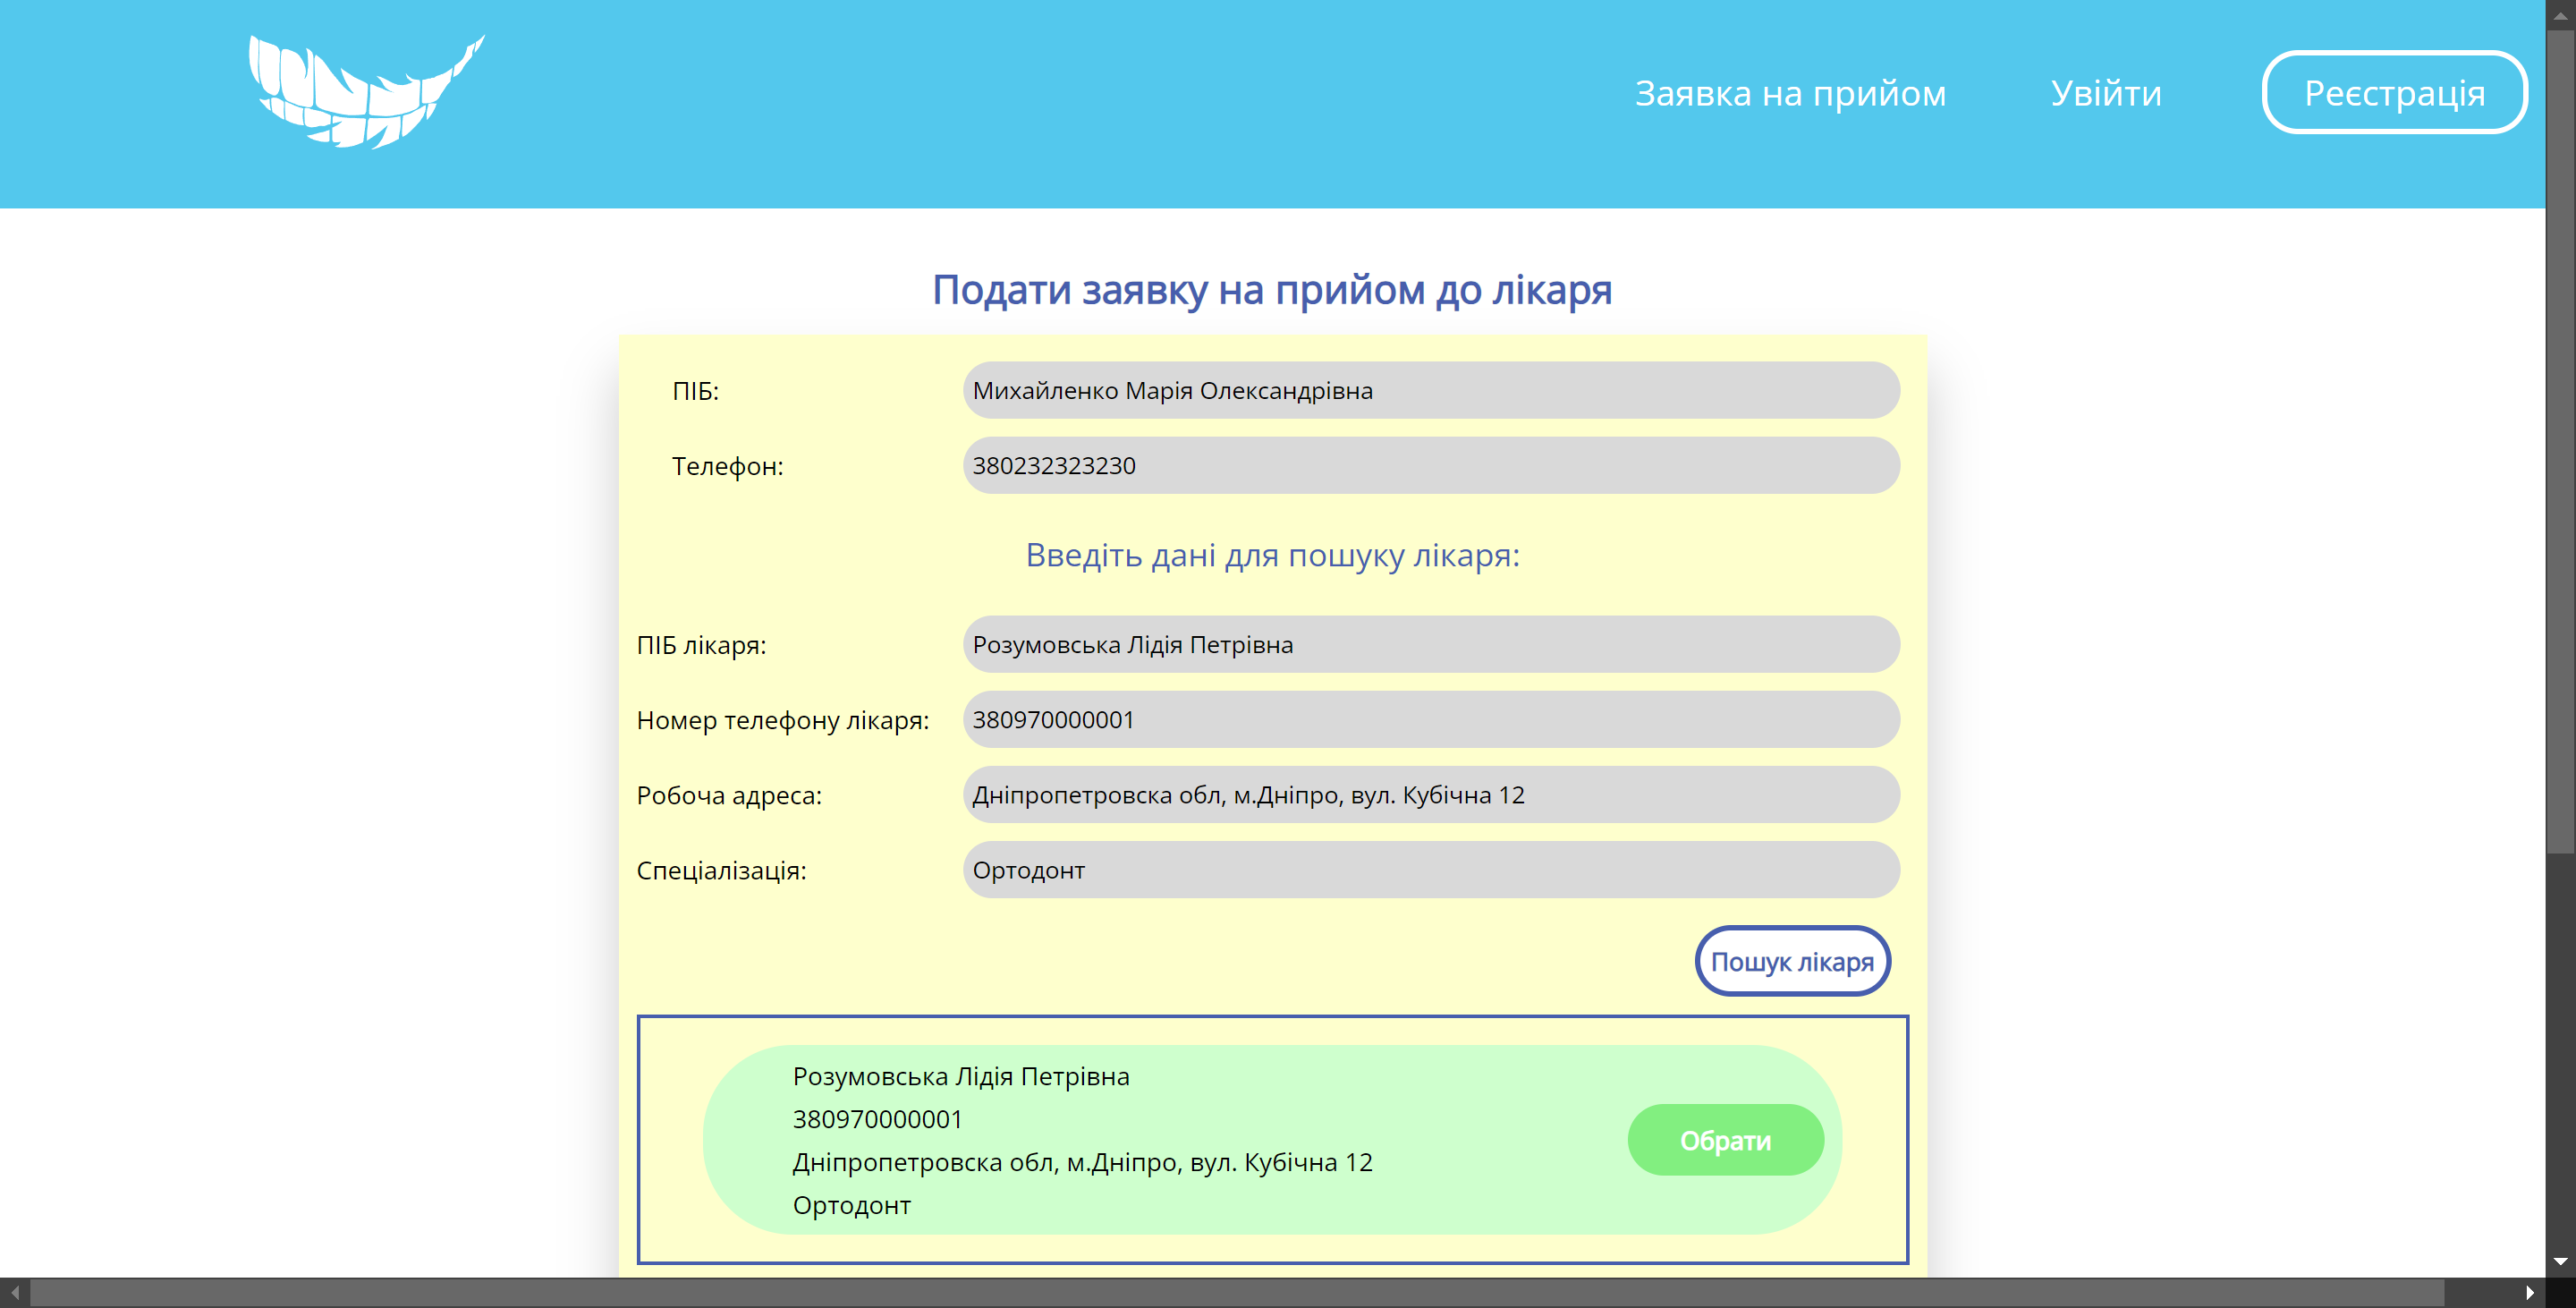 Заявка на прийом
Увійти
Реєстрація
Подати заявку на прийом до лікаря
ПІБ: Михайленко Марія Олександрівна
Телефон: 380232323230
Введіть дані для пошуку лікаря:
ПІБ лікаря: Розумовська Лідія Петрівна
Номер телефону лікаря: 380970000001
Робоча адреса: Дніпропетровска обл, м.Дніпро, вул. Кубічна 12
Спеціалізація: Ортодонт
Пошук лікаря
Розумовська Лідія Петрівна
380970000001
Дніпропетровска обл, м.Дніпро, вул. Кубічна 12
Ортодонт
Обрати